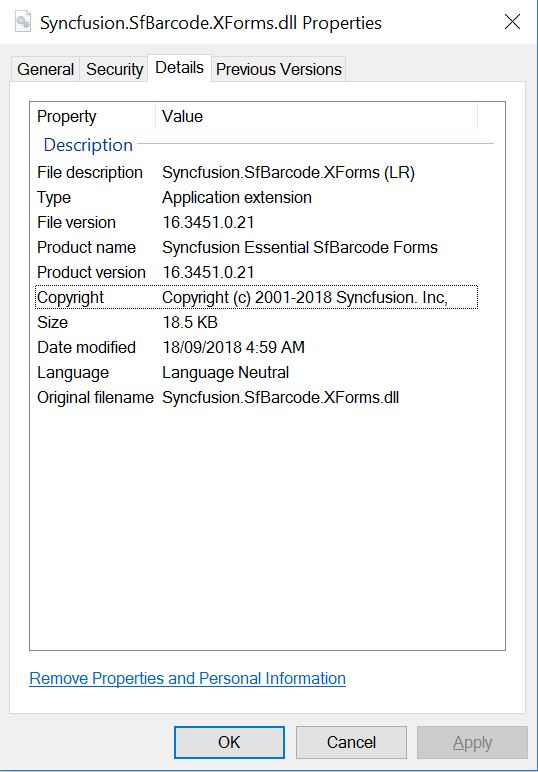 Syncfusion.SfBarcode.XForms.dll Properties
General Security Details Previous Versions
Property Value
Description
File description Syncfusion.SfBarcode.XForms (LR)
Type Application extension
File version 16.3451.0.21
Product name Syncfusion Essential SfBarcode Forms
Product version 16.3451.0.21
Copyright Copyright (c) 2001-2018 Syncfusion. Inc,
Size 18.5 KB
Date modified 18/09/2018 4:59 AM
Language Language Neutral
Original filename Syncfusion.SfBarcode.XForms.dll
Remove Properties and Personal Information
OK Cancel Apply